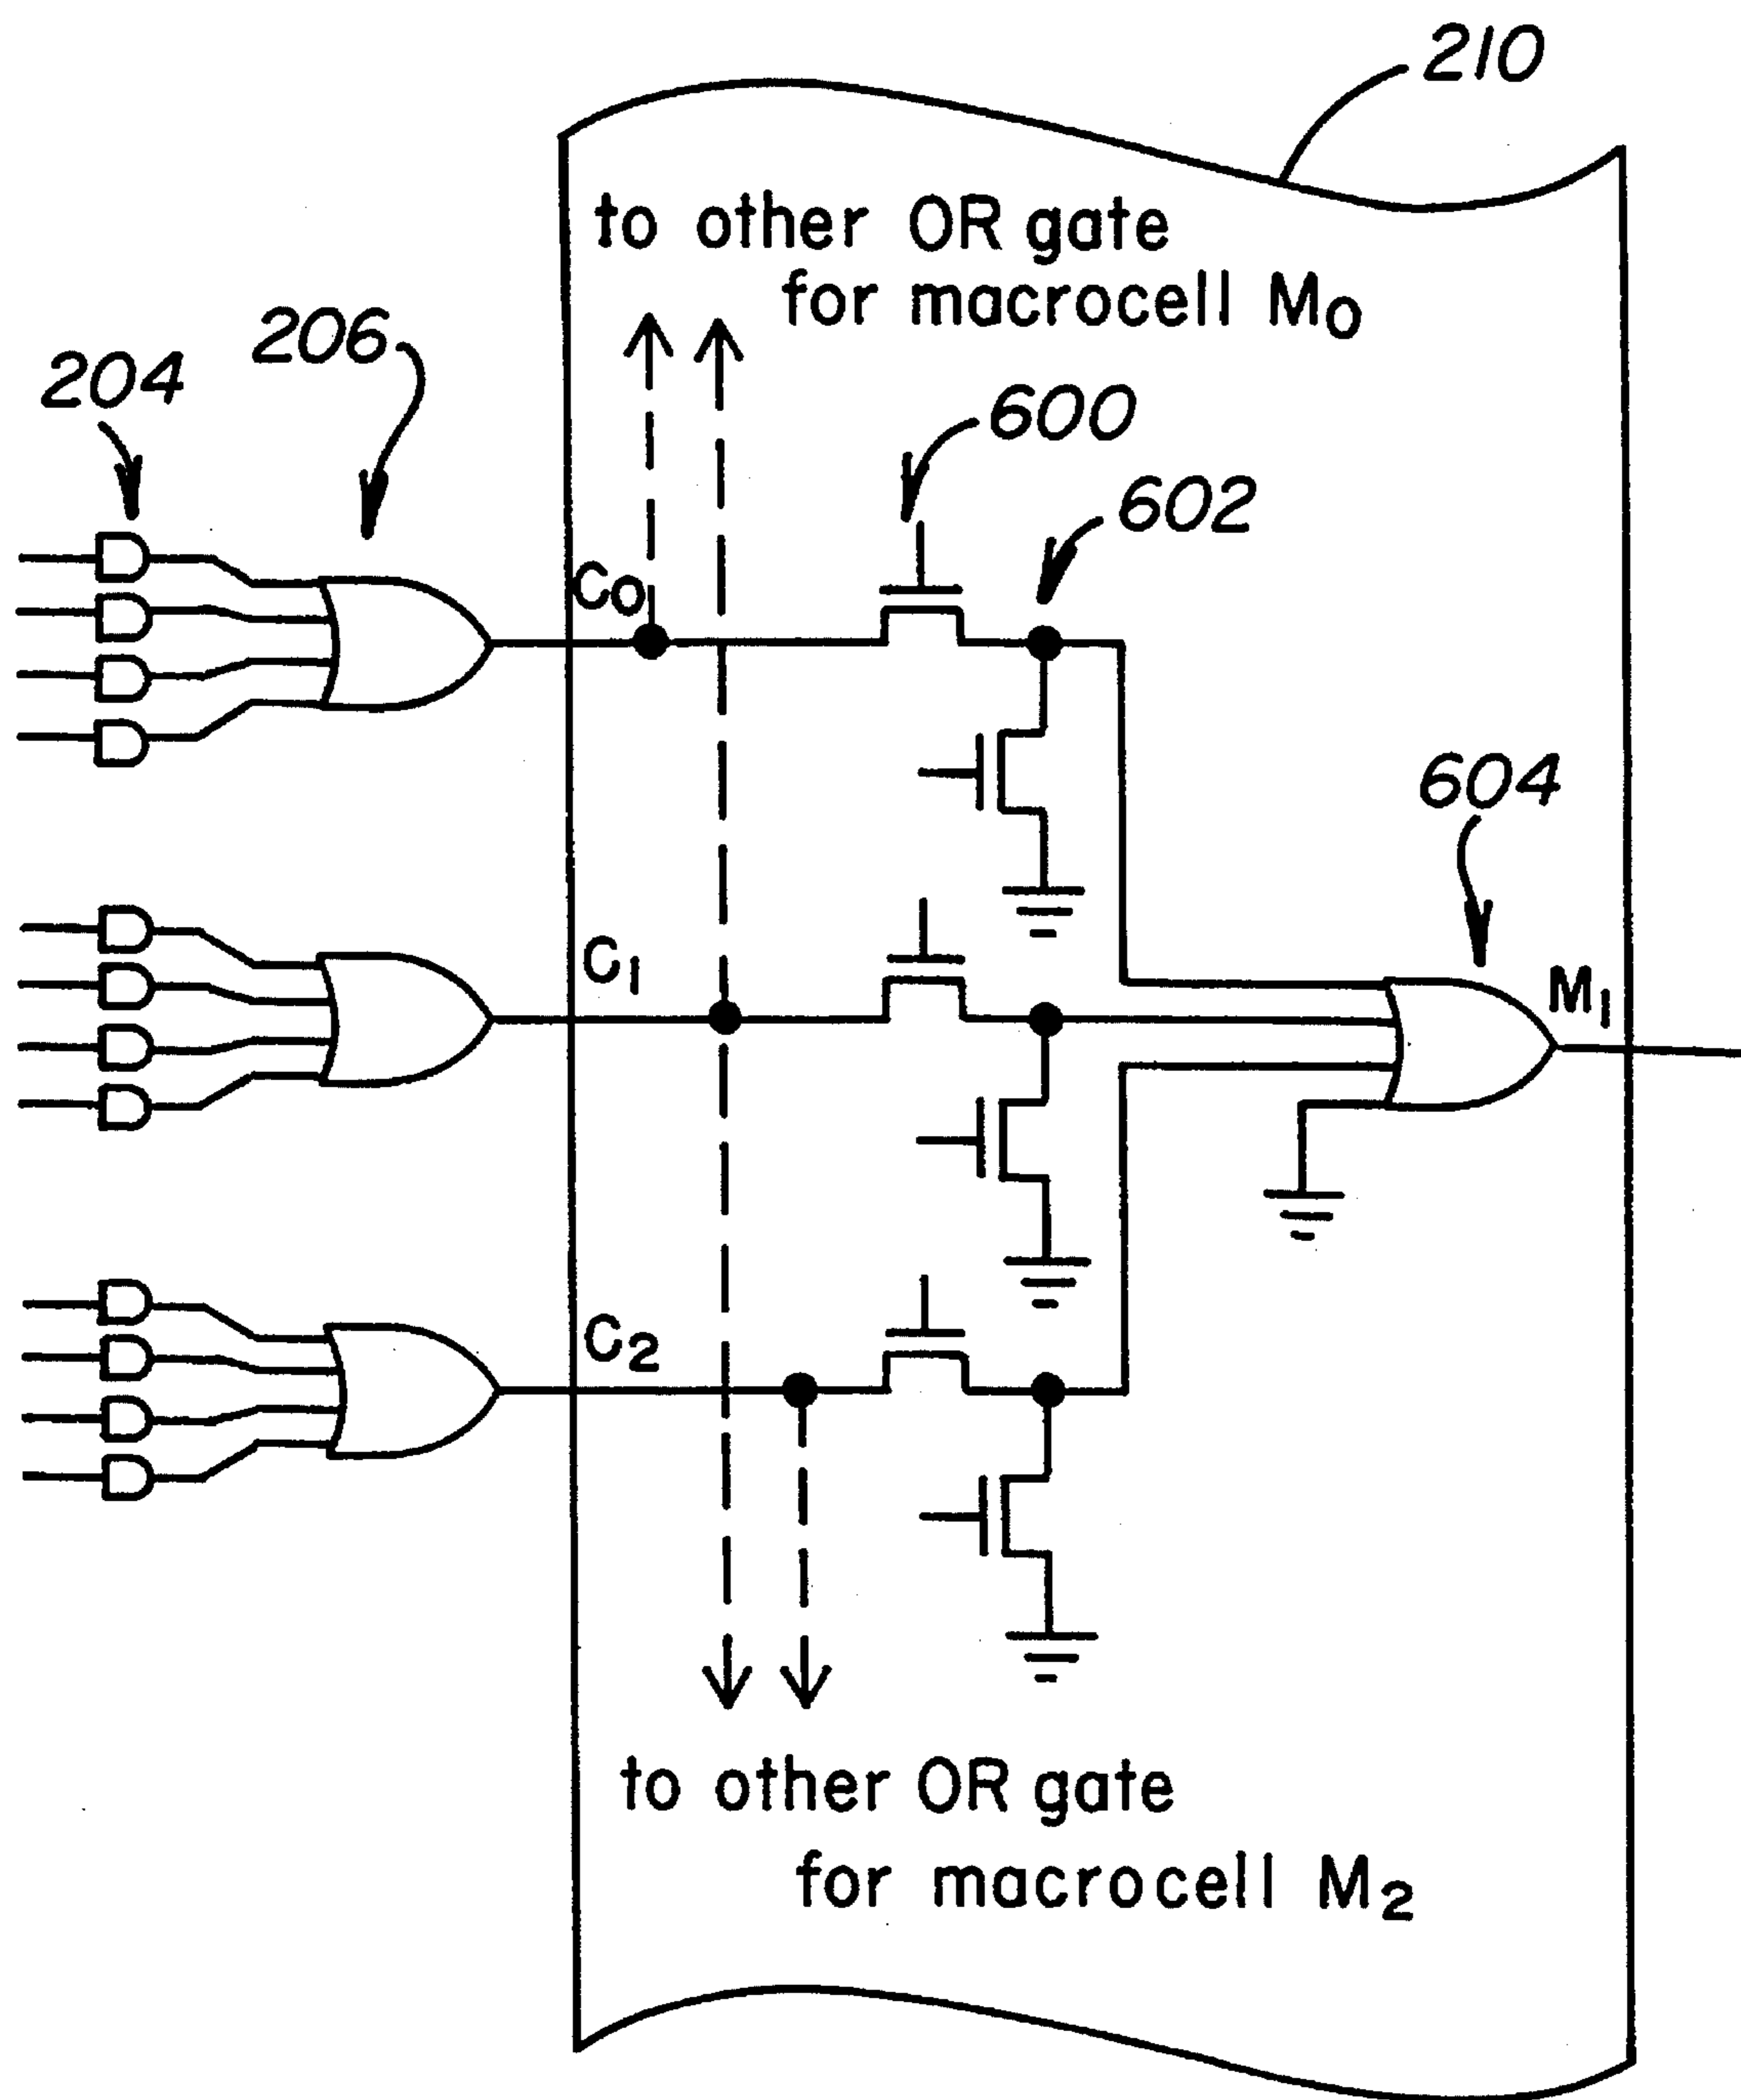 210
to other OR gate
for macrocell M0
206
204
600
602
C0
604
C1
M1
C2
to other OR gate
for macrocell M2